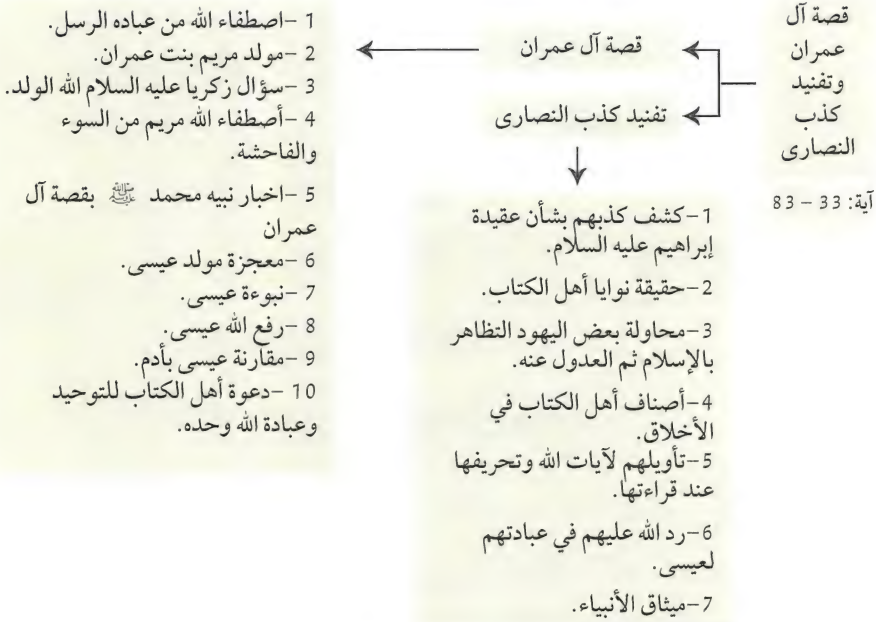 قصة آل
عمران
وتفنيد
كذب
النصارى
آية: 33 – 83
قصة آل عمران
تفنيد كذب النصارى
1 –اصطفاء الله من عباده الرسل.
2 –مولد مريم بنت عمران.
3 –سؤال زكريا عليه السلام الله الولد.
4 –أصطفاء الله مريم من السوء
والفاحشة.
5 –اخبار نبيه محمد ﷺ بقصة آل
عمران
6 –معجزة مولد عيسى.
7 –نبوءة عيسى.
8 –رفع الله عيسى.
9 –مقارنة عيسى بأدم.
10 –دعوة أهل الكتاب للتوحيد
وعبادة الله وحده.
1–كشف كذبهم بشأن عقيدة
إبراهيم عليه السلام.
2–حقيقة نوايا أهل الكتاب.
3–محاولة بعض اليهود التظاهر
بالإسلام ثم العدول عنه.
4–أصناف أهل الكتاب في
الأخلاق.
5–تأويلهم لآيات الله وتحريفها
عند قراءتها.
6–رد الله عليهم في عبادتهم
لعيسى.
7–ميثاق الأنبياء.